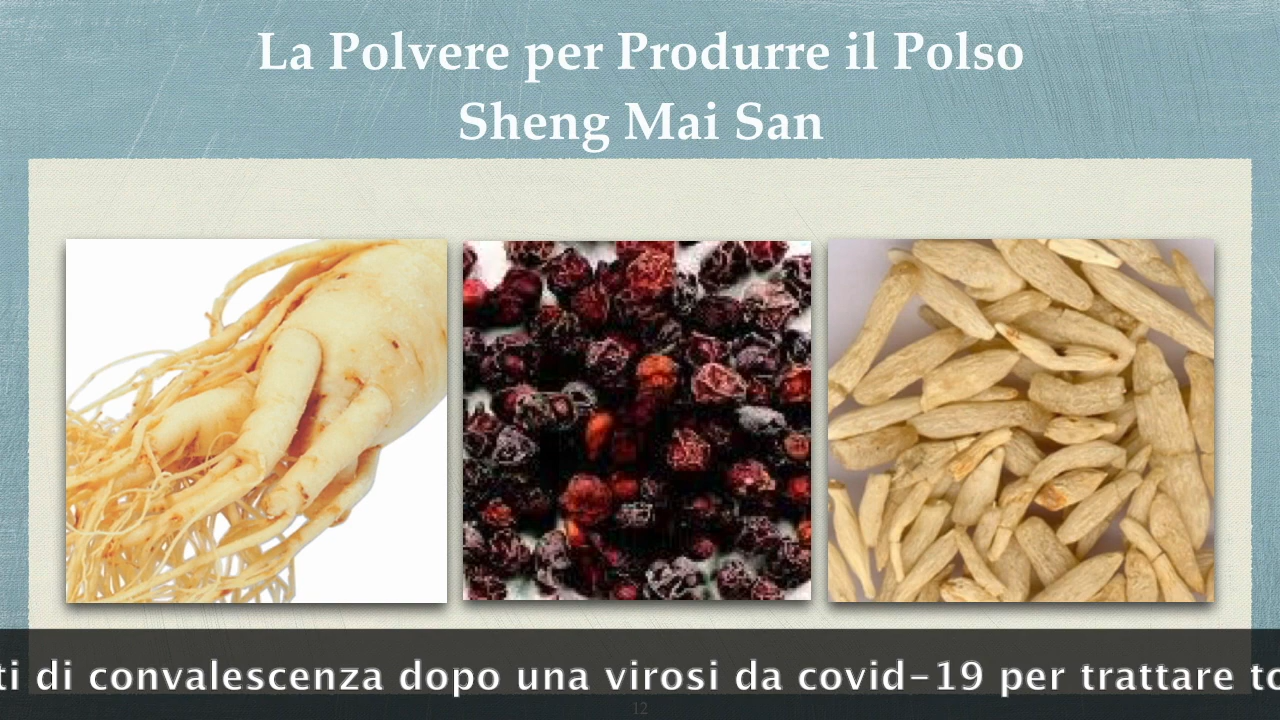 La Polvere per Produrre il Polso
Sheng Mai San
di convalescenza dopo una virosi da covid-19 per trattare
12